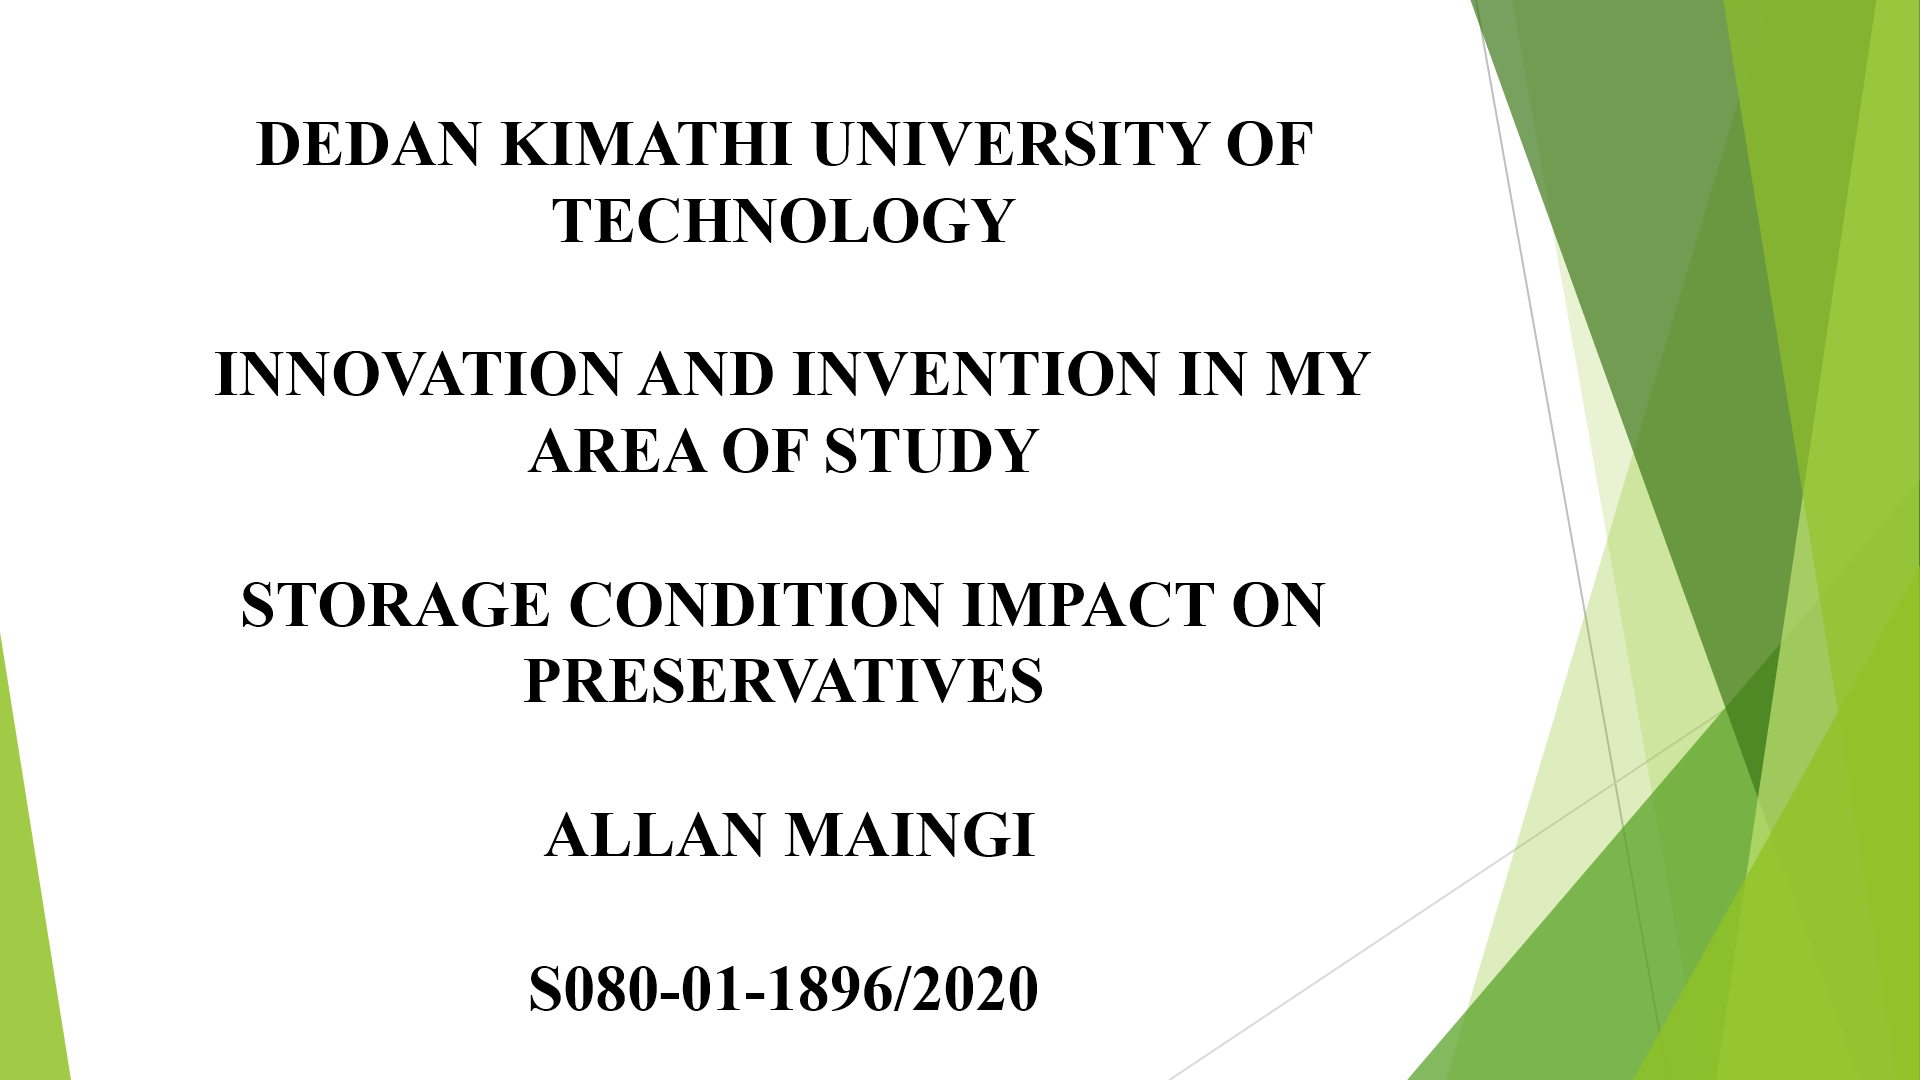 DEDAN KIMATHI UNIVERSITY OF
TECHNOLOGY
INNOVATION AND INVENTION IN MY
AREA OF STUDY
STORAGE CONDITION IMPACT ON
PRESERVATIVES
ALLAN MAINGI
S080-01-1896/2020